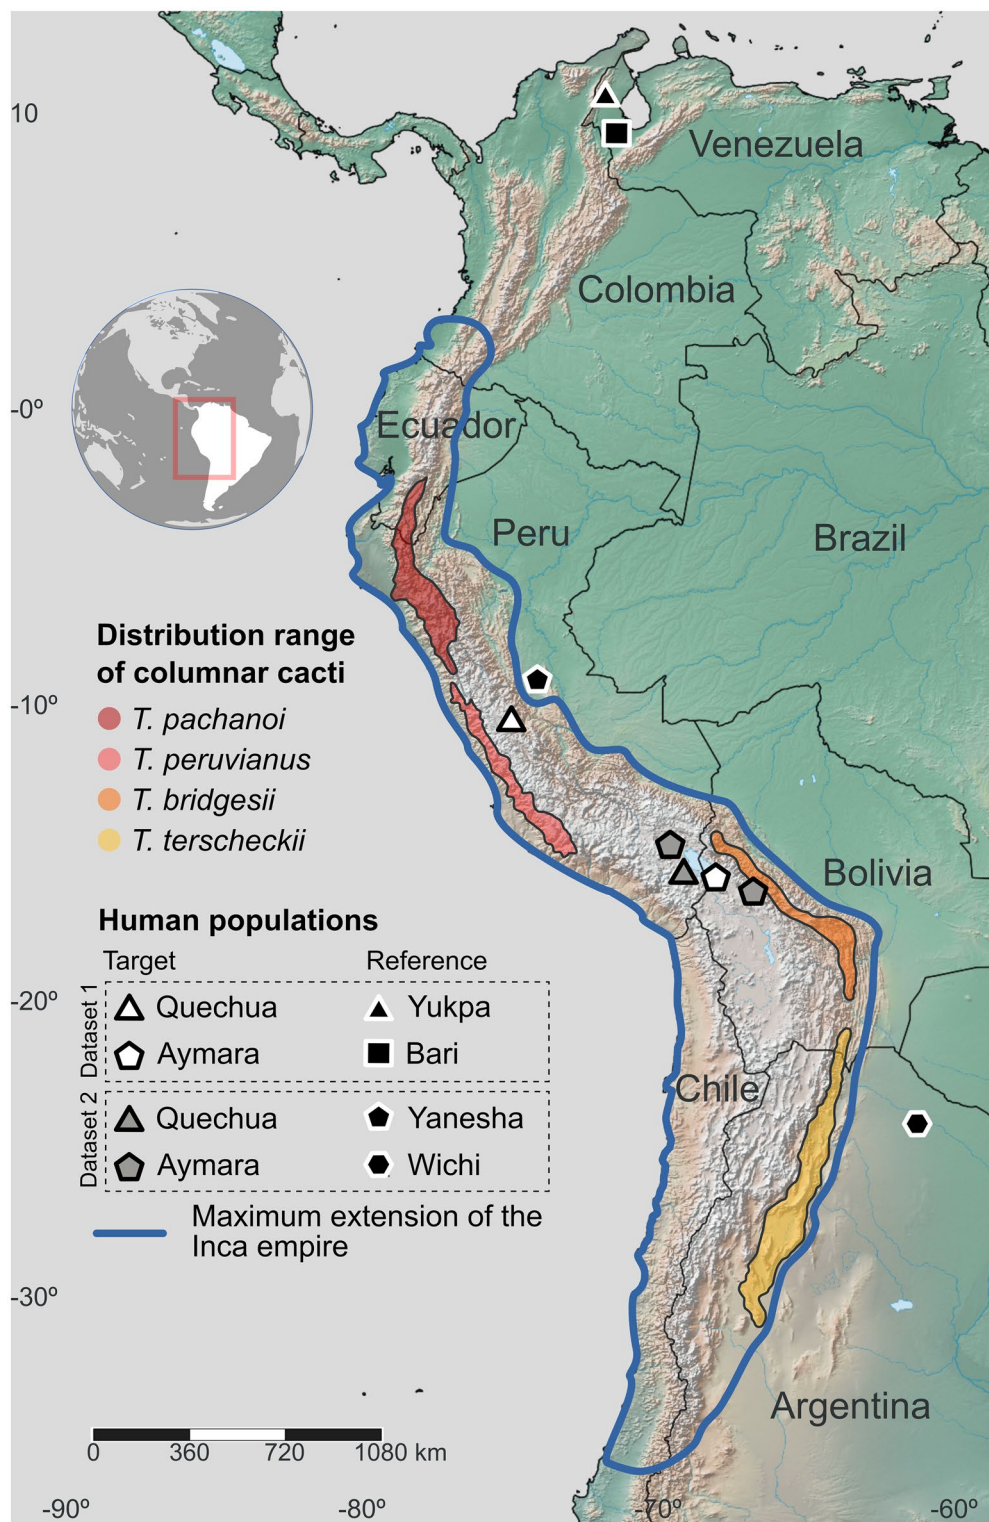 10
Venezuela
Colombia
-0º
Ecuador
Peru
Brazil
Distribution range
of columnar cacti
T. pachanoi
T. peruvianus
T. bridgesii
T. terscheckii
-10º
Bolivia
Human populations
Target
Reference
Dataset 1
Quechua
Yukpa
Aymara
Bari
-20º
Dataset 2
Quechua
Yanesha
Aymara
Wichi
Chile
Maximum extension of the
Inca empire
-30º
Argentina
0 360 720 1080 km
-90º -80º -70º -60º